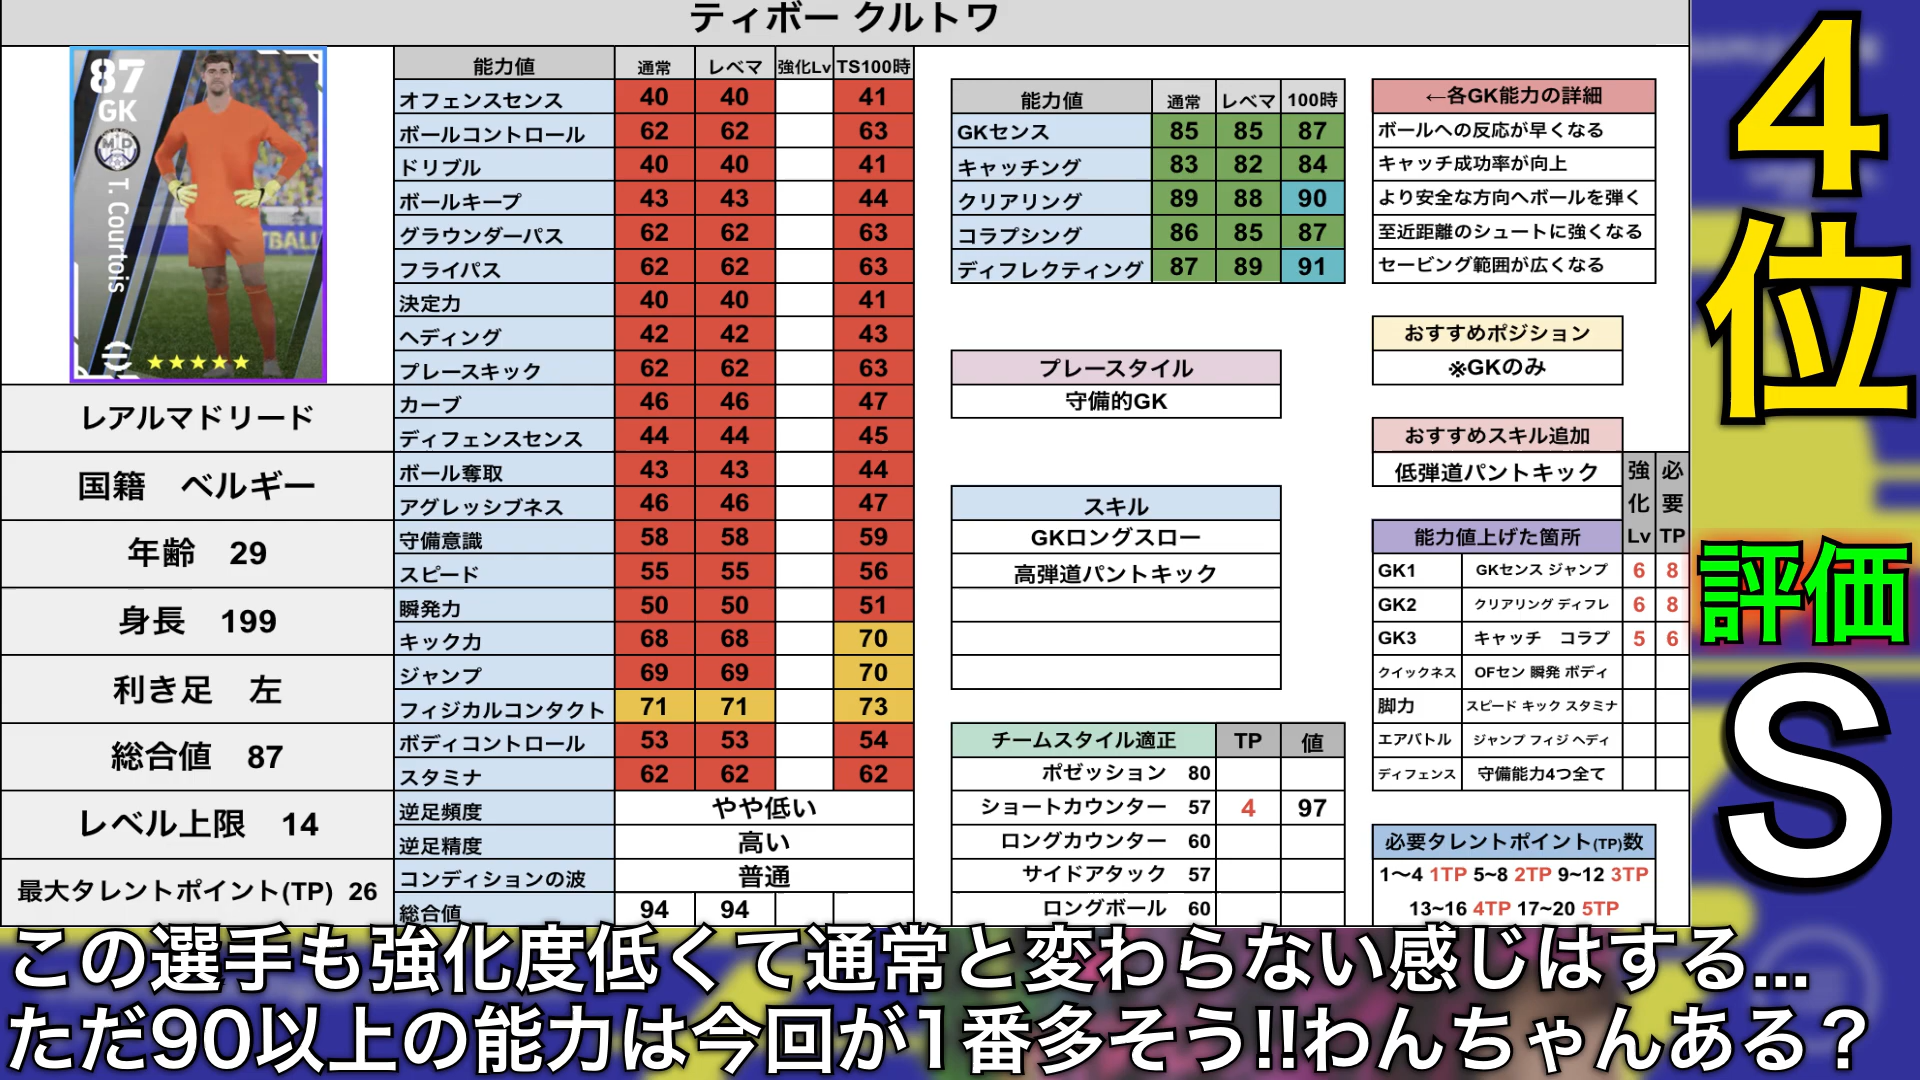 ティボー クルトワ
87
GK
T. Courtois
レアルマドリード
国籍 ベルギー
年齢 29
身長 199
利き足 左
総合値 87
レベル上限 14
最大タレントポイント(TP) 26
能力値 通常 レベマ 強化Lv TS100時
オフェンスセンス 40 40 41
ボールコントロール 62 62 63
ドリブル 40 40 41
ボールキープ 43 43 44
グラウンダーパス 62 62 63
フライパス 62 62 63
決定力 40 40 41
ヘディング 42 42 43
プレースキック 62 62 63
カーブ 46 46 47
ディフェンスセンス 44 44 45
ボール奪取 43 43 44
アグレッシブネス 46 46 47
守備意識 58 58 59
スピード 55 55 56
瞬発力 50 50 51
キック力 68 68 70
ジャンプ 69 69 70
フィジカルコンタクト 71 71 73
ボディコントロール 53 53 54
スタミナ 62 62 62
逆足頻度 やや低い
逆足精度 高い
コンディションの波 普通
総合値 94 94
能力値 通常 レベマ 100時
GKセンス 85 85 87
キャッチング 83 82 84
クリアリング 89 88 90
コラプシング 86 85 87
ディフレクティング 87 89 91
プレースタイル
守備的GK
スキル
GKロングスロー
高弾道パントキック
チームスタイル適正 TP 値
ポゼッション 80
ショートカウンター 57 4 97
ロングカウンター 60
サイドアタック 57
ロングボール 60
←各GK能力の詳細
ボールへの反応が早くなる
キャッチ成功率が向上
より安全な方向へボールを弾く
至近距離のシュートに強くなる
セービング範囲が広くなる
おすすめポジション
※GKのみ
おすすめスキル追加
低弾道パントキック
能力値上げた箇所 強化Lv 必要TP
GK1 GKセンス ジャンプ 6 8
GK2 クリアリング ディフレ 6 8
GK3 キャッチ コラプ 5 6
クイックネス OFセン 瞬発 ボディ
脚力 スピード キック スタミナ
エアバトル ジャンプ フィジ ヘディ
ディフェンス 守備能力4つ全て
必要タレントポイント(TP)数
1〜4 1TP 5~8 2TP 9~12 3TP
13~16 4TP 17~20 5TP
4位
評価
S
この選手も強化度低くて通常と変わらない感じはする...
ただ90以上の能力は今回が1番多そう!!わんちゃんある？